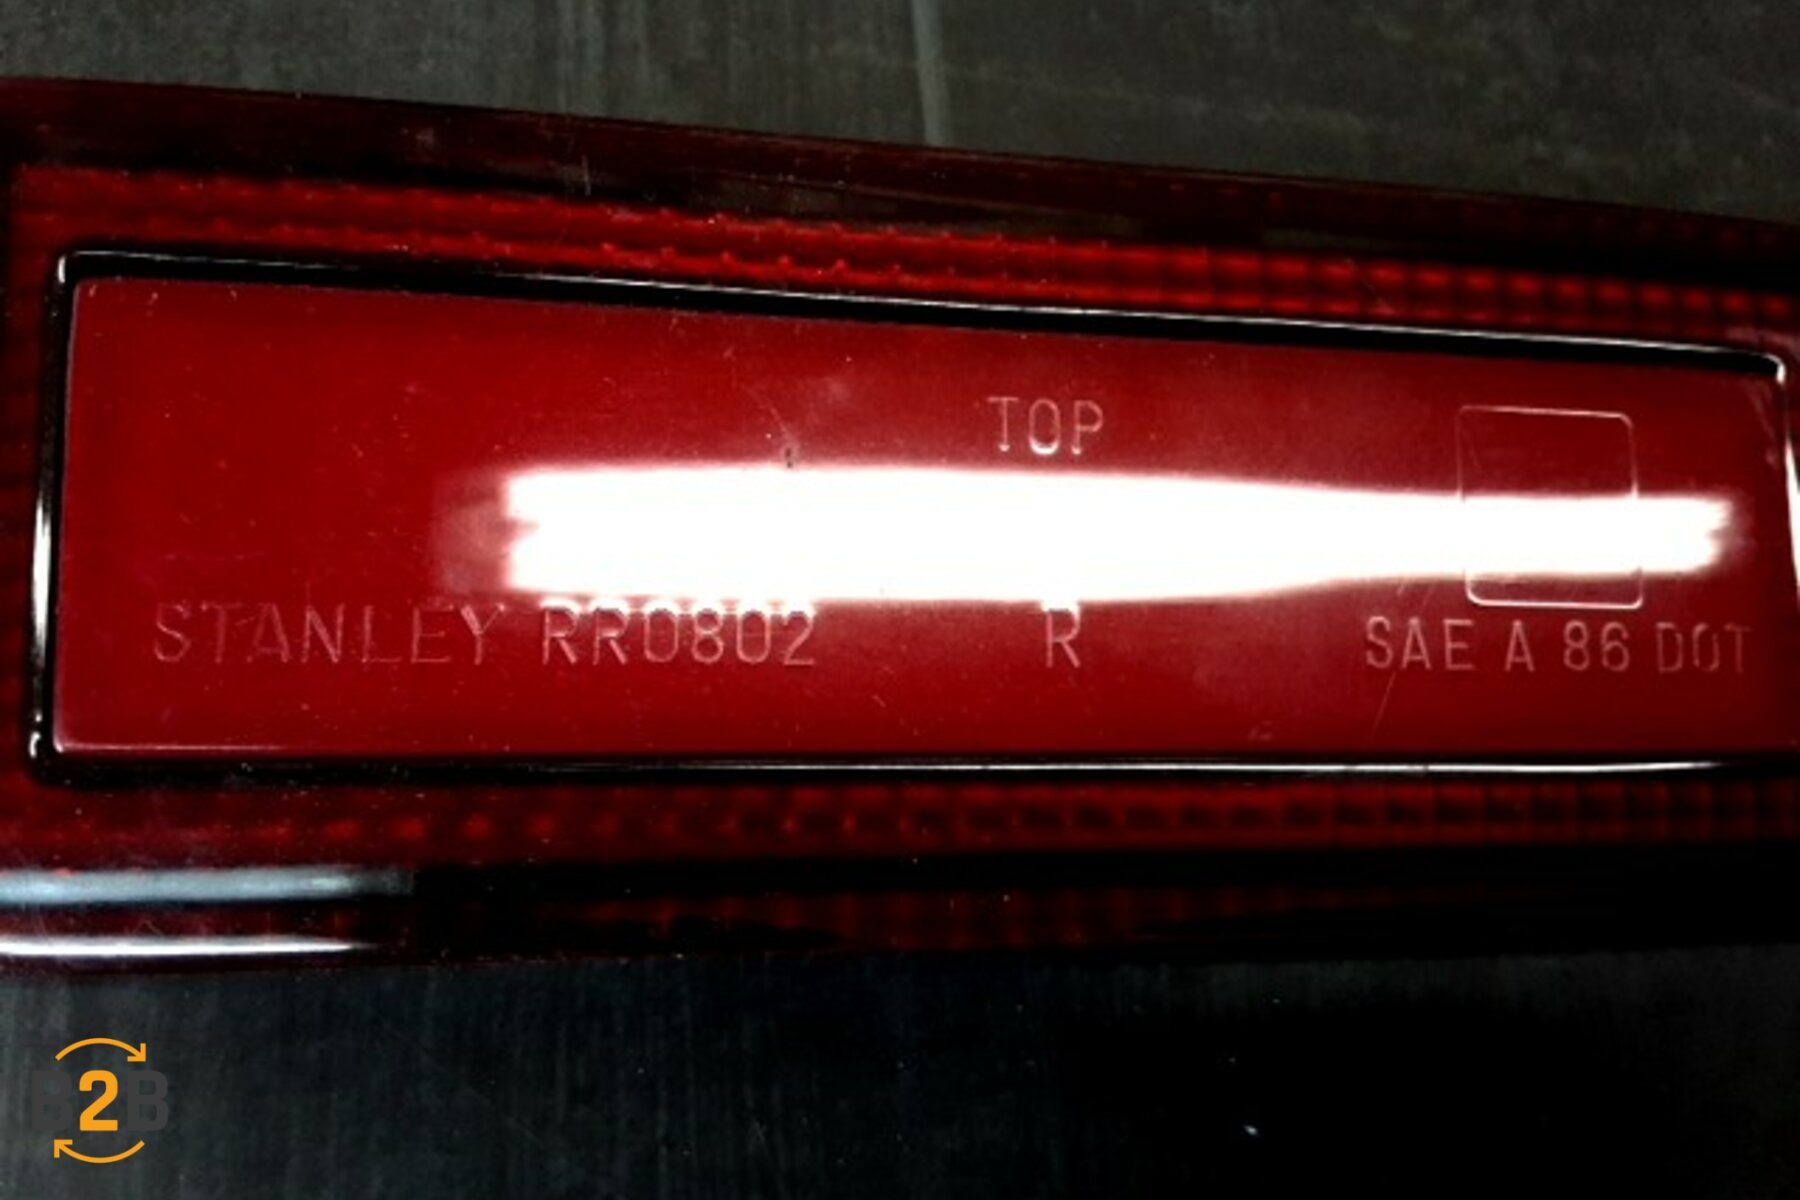 TOP
STANLEY RR0802 R SAE A 86 DOT
B2B